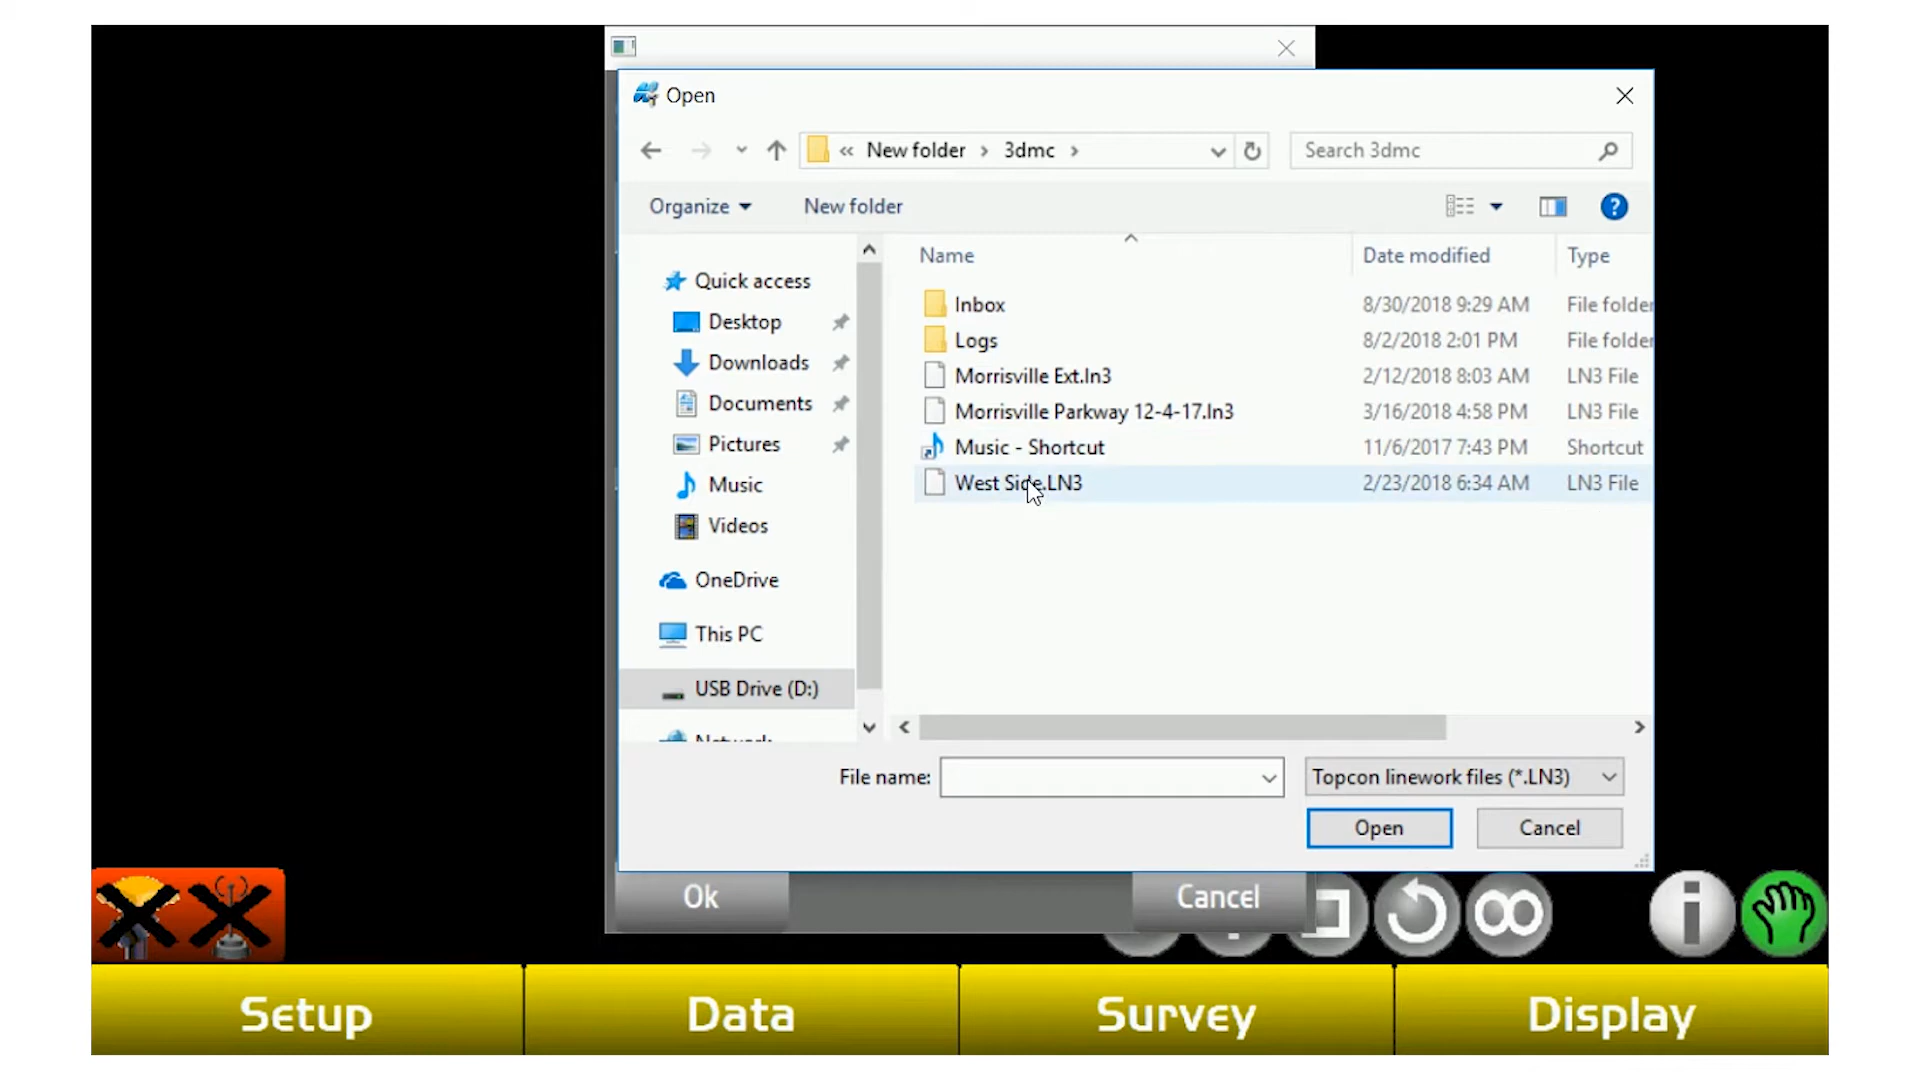 Open
« New folder › 3dmc ›
Search 3dmc
Organize
New folder
Name
Date modified
Type
Quick access
Desktop
Downloads
Documents
Pictures
Music
Videos
OneDrive
This PC
USB Drive (D:)
Network
Inbox 8/30/2018 9:29 AM File folder
Logs 8/2/2018 2:01 PM File folder
Morrisville Ext.ln3 2/12/2018 8:03 AM LN3 File
Morrisville Parkway 12-4-17.ln3 3/16/2018 4:58 PM LN3 File
Music - Shortcut 11/6/2017 7:43 PM Shortcut
West Side.LN3 2/23/2018 6:34 AM LN3 File
File name:
Topcon linework files (*.LN3)
Open
Cancel
Ok
Cancel
Setup
Data
Survey
Display